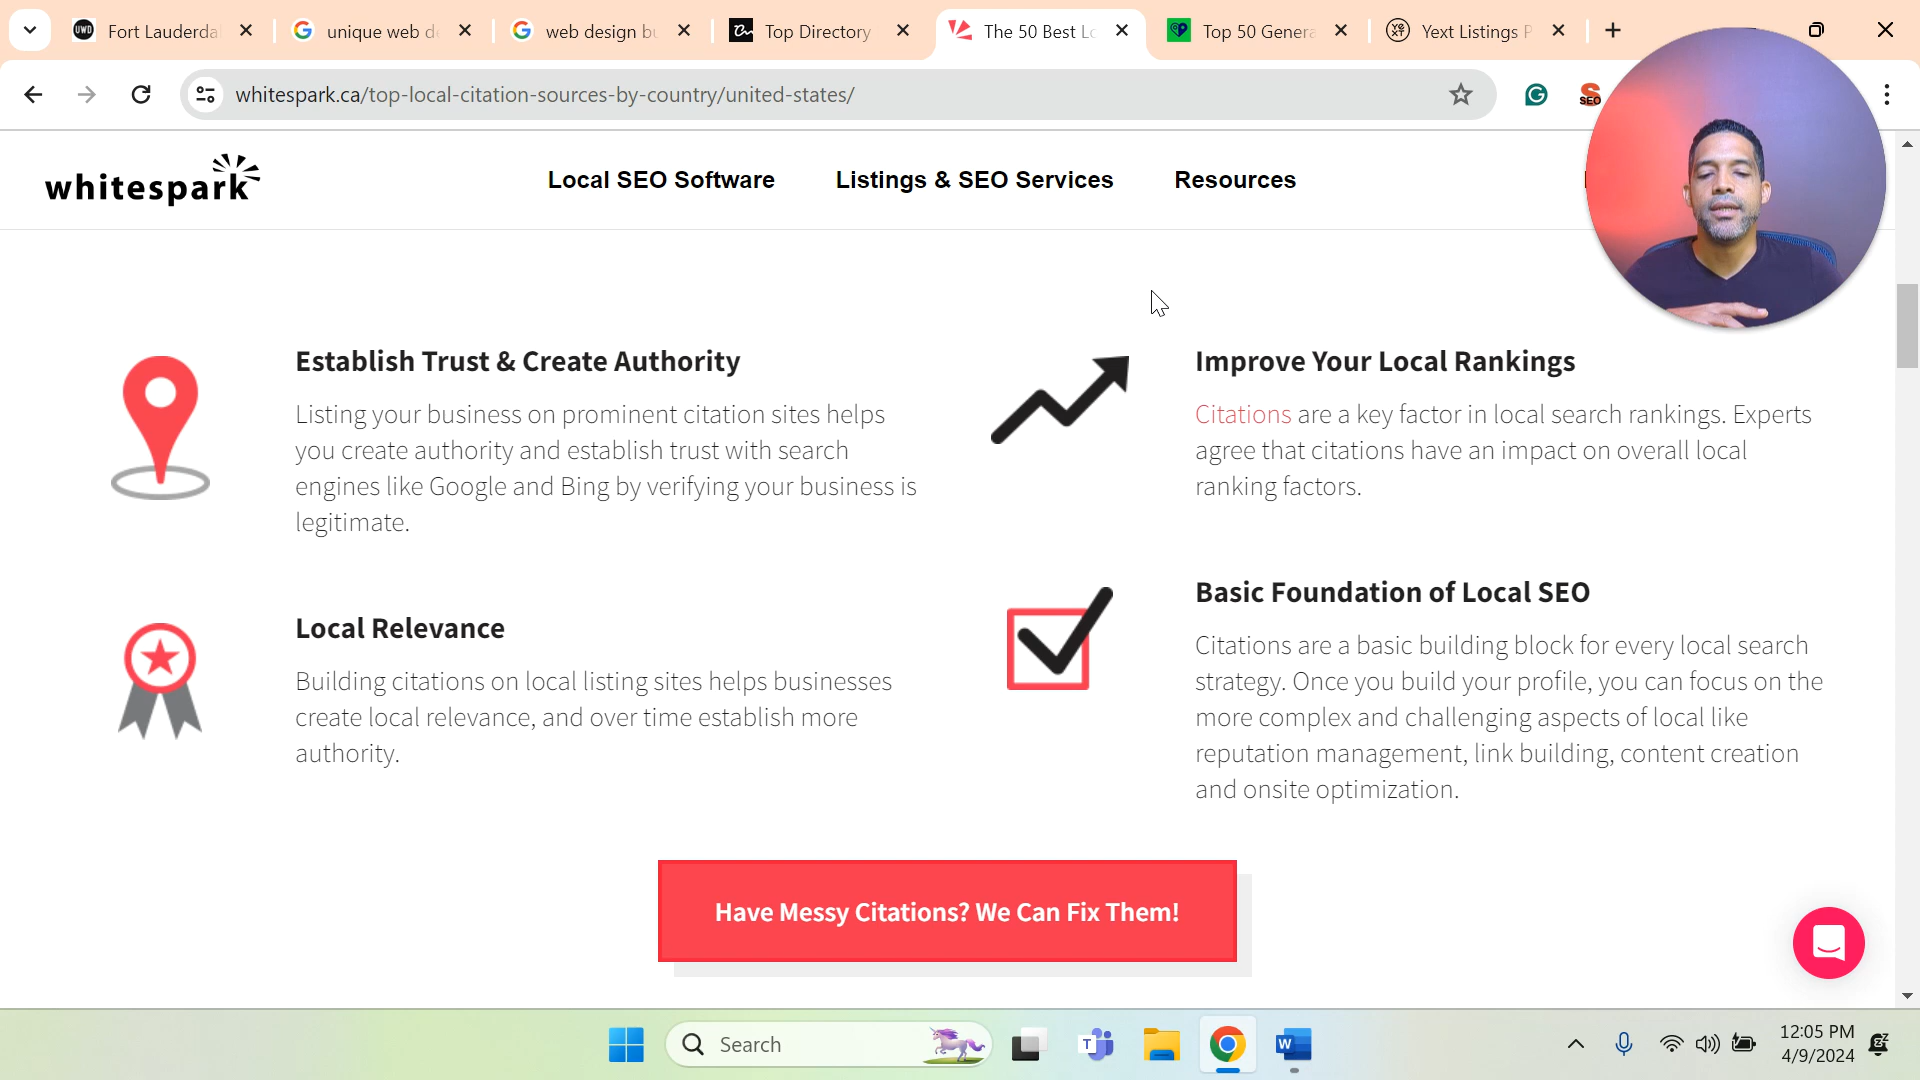 UWD
Fort Lauderda
unique web d
web design bu
Top Directory
The 50 Best Lo
Top 50 Genera
Yext Listings P
whitespark.ca/top-local-citation-sources-by-country/united-states/
SEO
whitespark
Local SEO Software
Listings & SEO Services
Resources
Establish Trust & Create Authority
Listing your business on prominent citation sites helps
you create authority and establish trust with search
engines like Google and Bing by verifying your business is
legitimate.
Improve Your Local Rankings
Citations are a key factor in local search rankings. Experts
agree that citations have an impact on overall local
ranking factors.
Local Relevance
Building citations on local listing sites helps businesses
create local relevance, and over time establish more
authority.
Basic Foundation of Local SEO
Citations are a basic building block for every local search
strategy. Once you build your profile, you can focus on the
more complex and challenging aspects of local like
reputation management, link building, content creation
and onsite optimization.
Have Messy Citations? We Can Fix Them!
Search
12:05 PM
4/9/2024